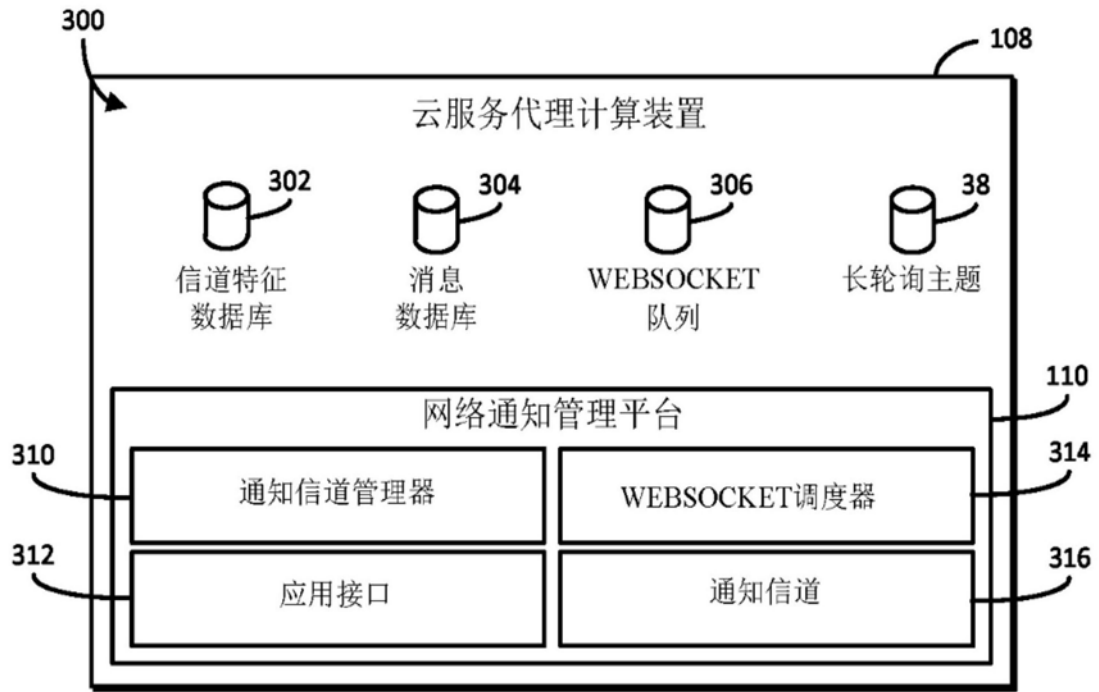 300
108
云服务代理计算装置
302
304
306
38
信道特征
数据库
消息
数据库
WEBSOCKET
队列
长轮询主题
110
网络通知管理平台
310
通知信道管理器
WEBSOCKET调度器
314
312
应用接口
通知信道
316